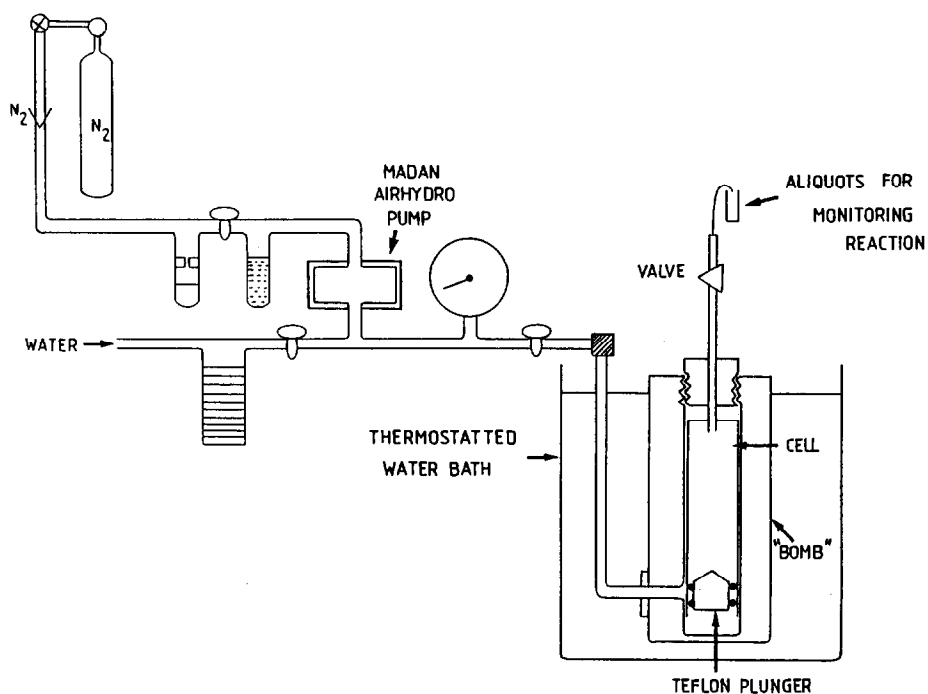 N2
N2
MADAN
AIRHYDRO
PUMP
ALIQUOTS FOR
MONITORING
REACTION
VALVE
WATER
THERMOSTATTED
WATER BATH
CELL
"BOMB"
TEFLON PLUNGER